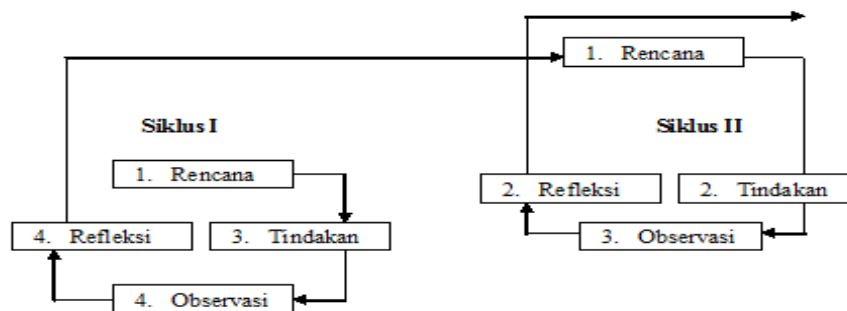 1. Rencana
Siklus I
Siklus II
1. Rencana
2. Refleksi
2. Tindakan
4. Refleksi
3. Tindakan
3. Observasi
4. Observasi